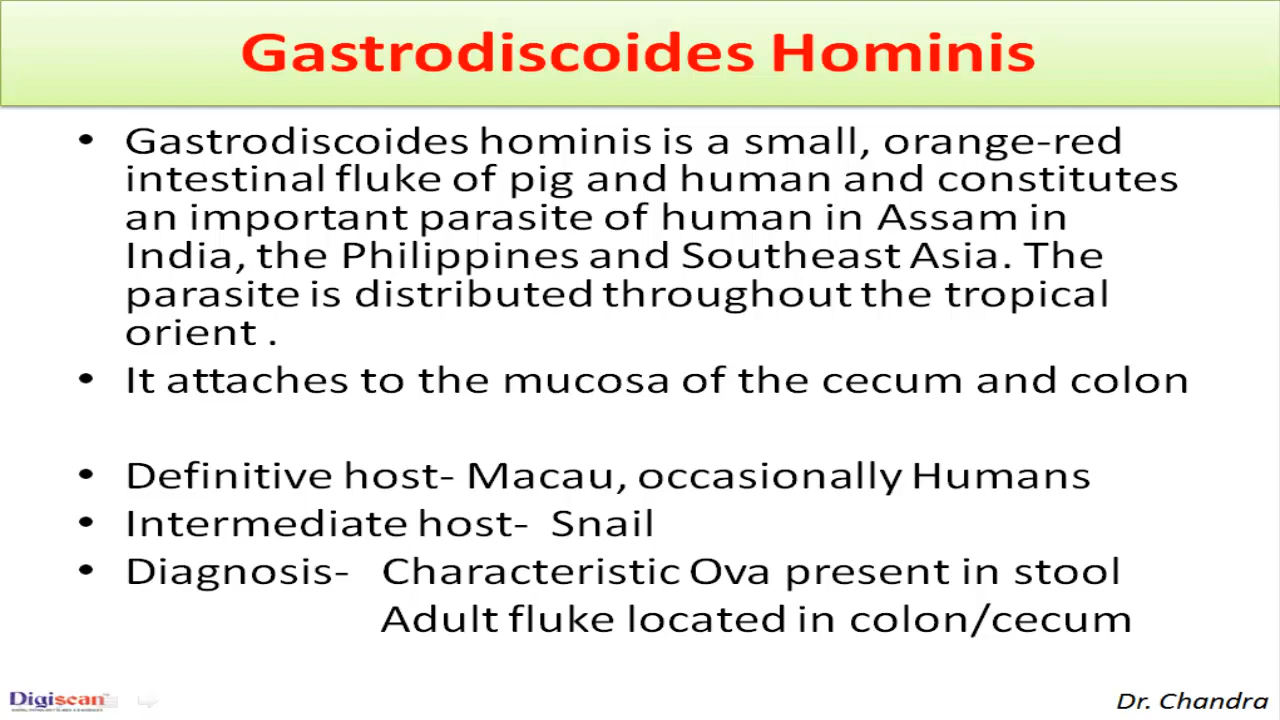 Gastrodiscoides Hominis
• Gastrodiscoides hominis is a small, orange-red
intestinal fluke of pig and human and constitutes
an important parasite of human in Assam in
India, the Philippines and Southeast Asia. The
parasite is distributed throughout the tropical
orient .
• It attaches to the mucosa of the cecum and colon
• Definitive host- Macau, occasionally Humans
• Intermediate host- Snail
• Diagnosis- Characteristic Ova present in stool
Adult fluke located in colon/cecum
Digiscan
Dr. Chandra